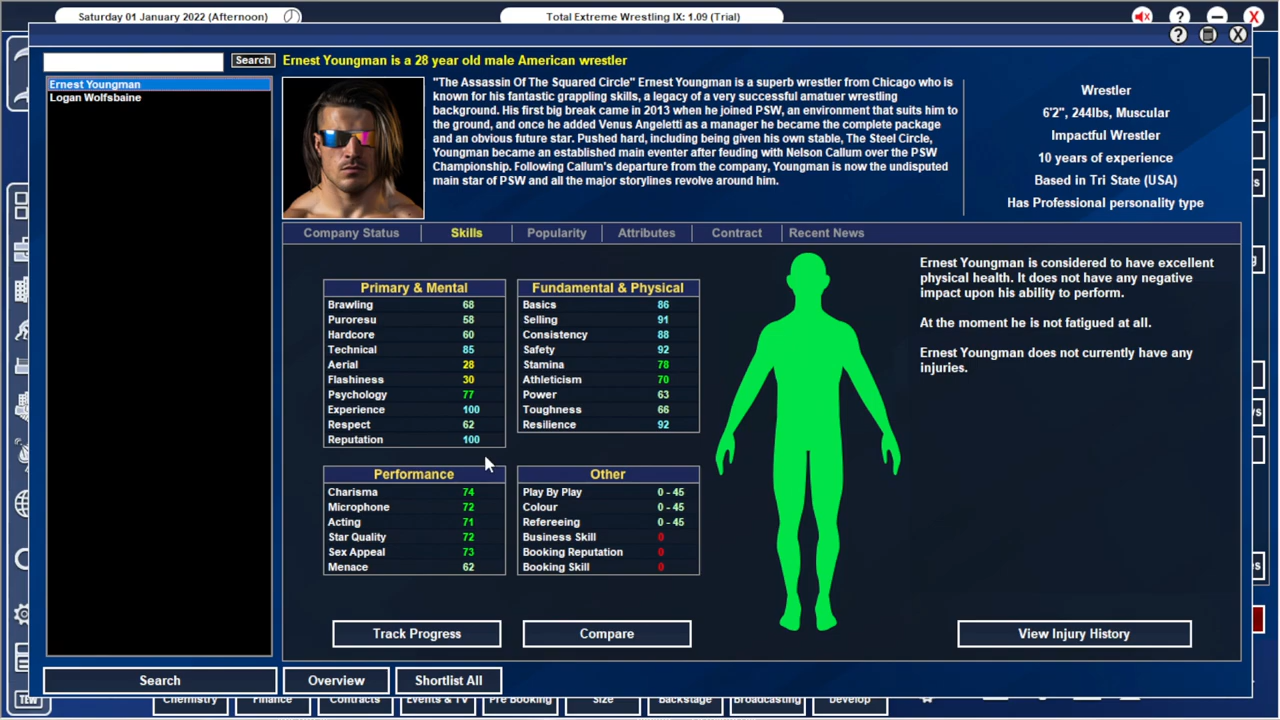 Saturday 01 January 2022 (Afternoon)
Total Extreme Wrestling IX: 1.09 (Trial)
? X
? X
Search
Ernest Youngman is a 28 year old male American wrestler
Ernest Youngman
Logan Wolfsbaine
"The Assassin Of The Squared Circle" Ernest Youngman is a superb wrestler from Chicago who is
known for his fantastic grappling skills, a legacy of a very successful amatuer wrestling
background. His first big break came in 2013 when he joined PSW, an environment that suits him to
the ground, and once he added Venus Angeletti as a manager he became the complete package
and an obvious future star. Pushed hard, including being given his own stable, The Steel Circle,
Youngman became an established main eventer after feuding with Nelson Callum over the PSW
Championship. Following Callum's departure from the company, Youngman is now the undisputed
main star of PSW and all the major storylines revolve around him.
Wrestler
6'2", 244lbs, Muscular
Impactful Wrestler
10 years of experience
Based in Tri State (USA)
Has Professional personality type
Company Status Skills Popularity Attributes Contract Recent News
Primary & Mental
Brawling 68
Puroresu 58
Hardcore 60
Technical 85
Aerial 28
Flashiness 30
Psychology 77
Experience 100
Respect 62
Reputation 100
Fundamental & Physical
Basics 86
Selling 91
Consistency 88
Safety 92
Stamina 78
Athleticism 70
Power 63
Toughness 66
Resilience 92
Performance
Charisma 74
Microphone 72
Acting 71
Star Quality 72
Sex Appeal 73
Menace 62
Other
Play By Play 0 - 45
Colour 0 - 45
Refereeing 0 - 45
Business Skill 0
Booking Reputation 0
Booking Skill 0
Ernest Youngman is considered to have excellent
physical health. It does not have any negative
impact upon his ability to perform.
At the moment he is not fatigued at all.
Ernest Youngman does not currently have any
injuries.
Track Progress Compare View Injury History
Search Overview Shortlist All
TEW Chemistry Finance Contracts Events & TV Pre Booking Size Backstage Broadcasting Develop